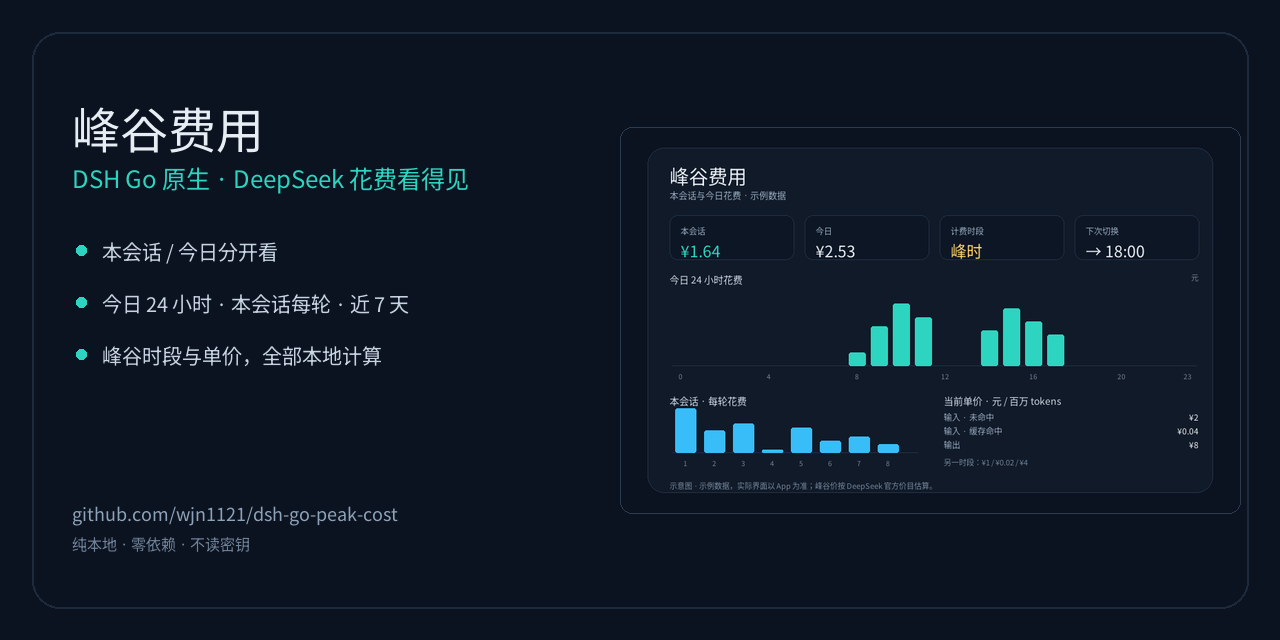 峰谷费用
DSH Go 原生 · DeepSeek 花费看得见
本会话 / 今日分开看
今日 24 小时 · 本会话每轮 · 近 7 天
峰谷时段与单价，全部本地计算
github.com/wjn1121/dsh-go-peak-cost
纯本地 · 零依赖 · 不读密钥
峰谷费用
本会话与今日花费 · 示例数据
本会话
¥1.64
今日
¥2.53
计费时段
峰时
下次切换
→ 18:00
今日 24 小时花费
元
0 4 8 12 16 20 23
本会话 · 每轮花费
1 2 3 4 5 6 7 8
当前单价 · 元 / 百万 tokens
输入 · 未命中 ¥2
输入 · 缓存命中 ¥0.04
输出 ¥8
另一时段：¥1 / ¥0.02 / ¥4
示意图 · 示例数据，实际界面以 App 为准；峰谷价按 DeepSeek 官方价目估算。